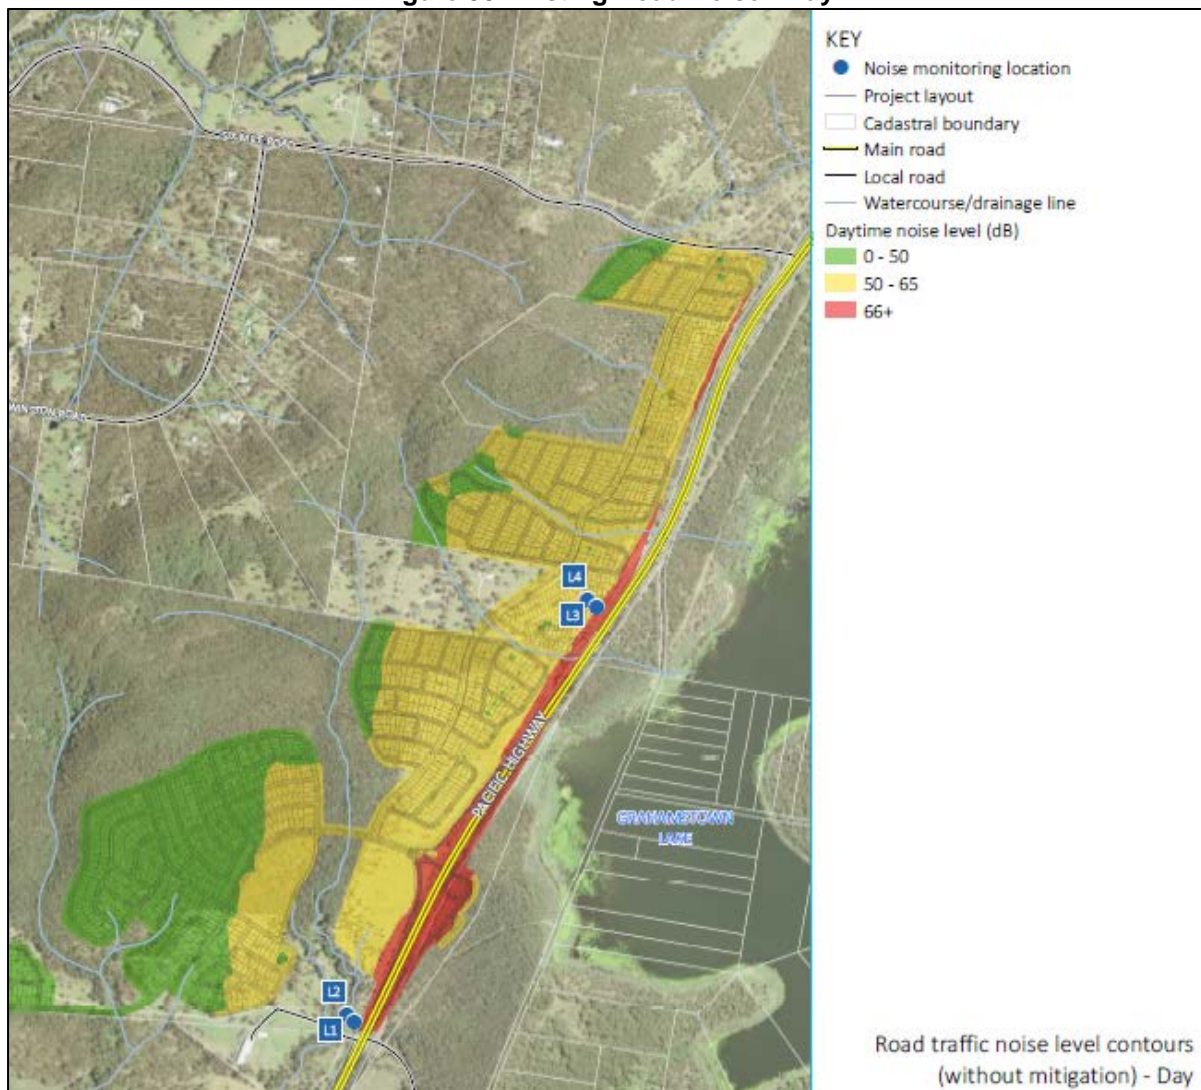 KEY
Noise monitoring location
Project layout
Cadastral boundary
Main road
Local road
Watercourse/drainage line
Daytime noise level (dB)
0 - 50
50 - 65
66+
L4
L3
PACIFIC HIGHWAY
GRAHAMSTOWN
LAKE
L2
L1
Road traffic noise level contours
(without mitigation) - Day